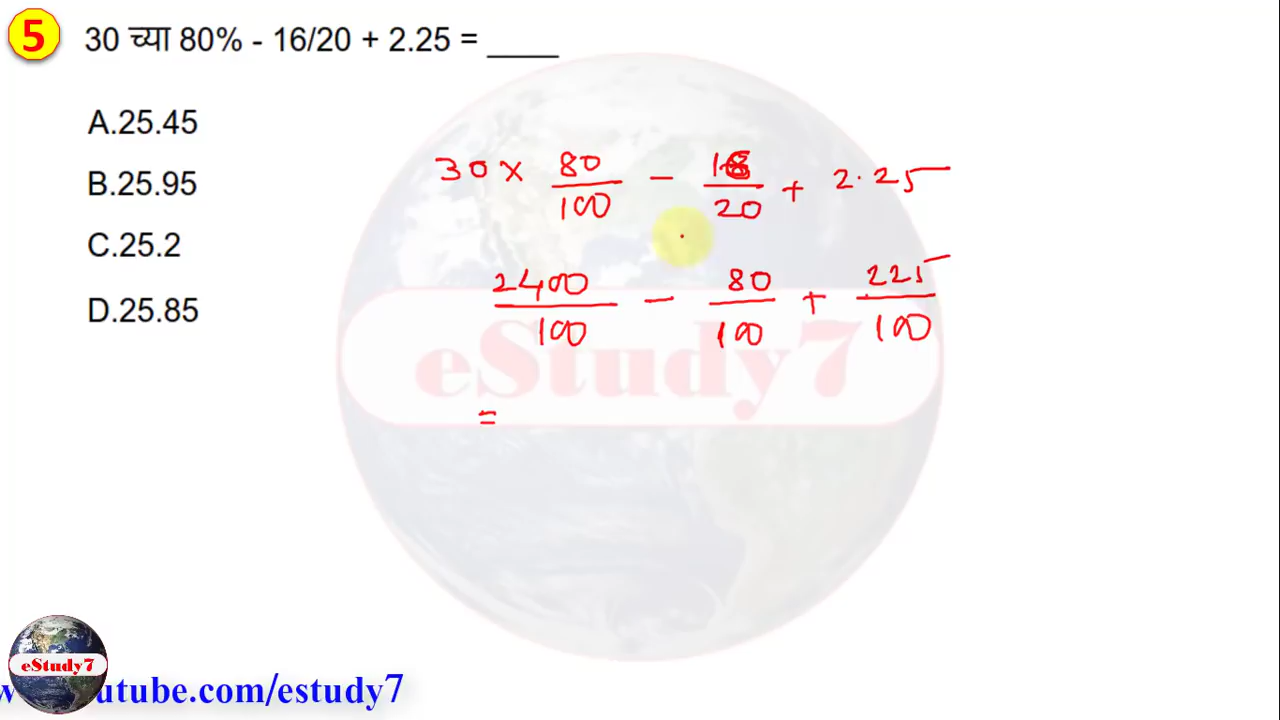 5 30 च्या 80% - 16/20 + 2.25 = ____
A.25.45
B.25.95
C.25.2
D.25.85
30 × 80/100 - 16/20 + 2.25
2400/100 - 80/100 + 225/100
=
eStudy7
eStudy7
utube.com/estudy7